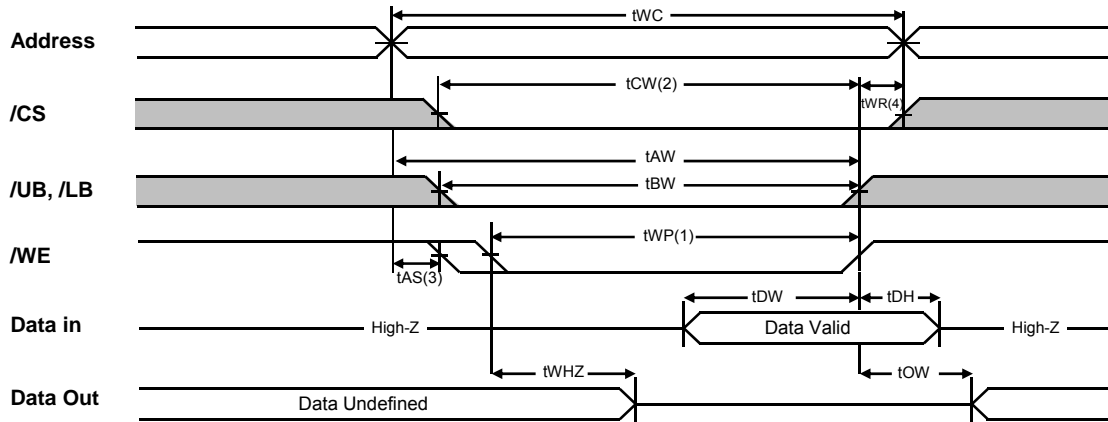 tWC
Address
tCW(2)
tWR(4)
/CS
tAW
/UB, /LB
tBW
tWP(1)
/WE
tAS(3)
tDW
tDH
Data in
High-Z
Data Valid
High-Z
tWHZ
tOW
Data Out
Data Undefined